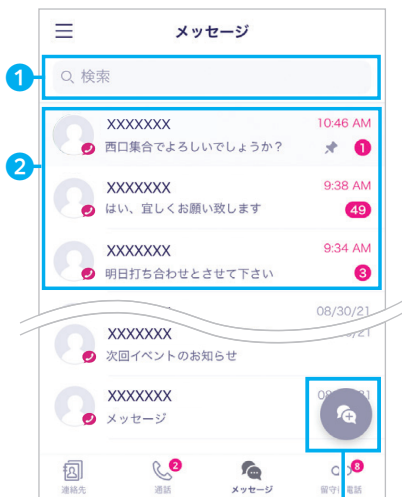 メッセージ
1
検索
2
XXXXXXX
10:46 AM
西口集合でよろしいでしょうか?
1
XXXXXXX
9:38 AM
はい、宜しくお願い致します
49
XXXXXXX
9:34 AM
明日打ち合わせとさせて下さい
3
08/30/21
XXXXXXX
次回イベントのお知らせ
XXXXXXX
メッセージ
2
8
連絡先
通話
メッセージ
電話